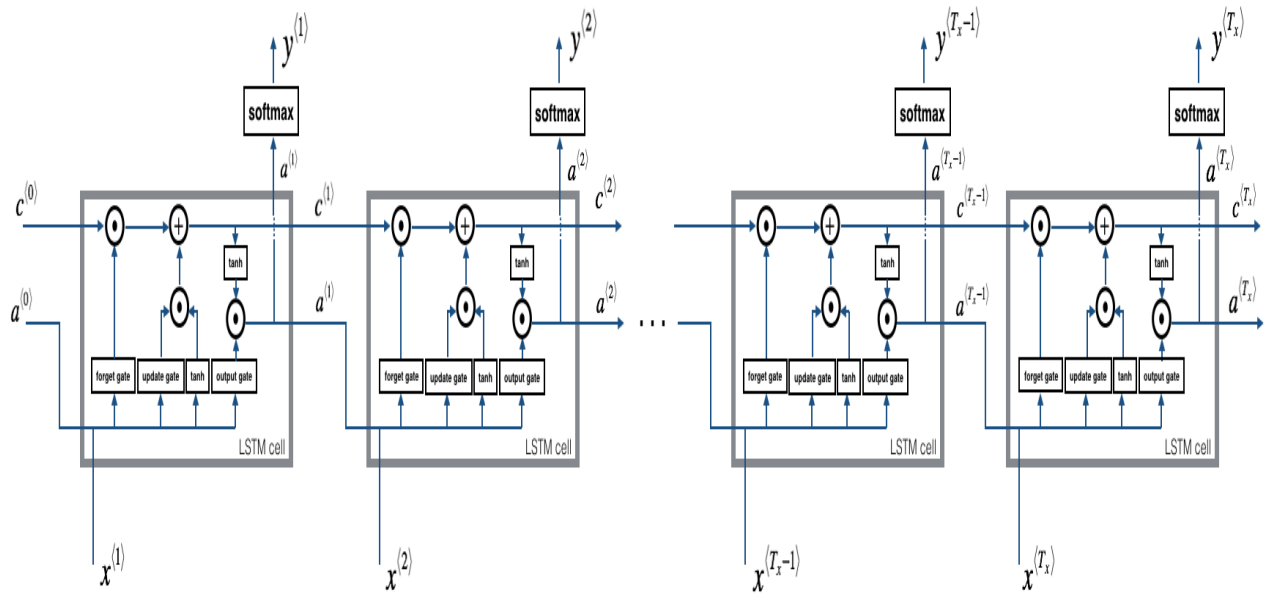 y⟨1⟩ y⟨2⟩ y⟨Tx−1⟩ y⟨Tx⟩
softmax softmax softmax softmax
a⟨1⟩ a⟨2⟩ a⟨Tx−1⟩ a⟨Tx⟩
c⟨0⟩ c⟨1⟩ c⟨2⟩ c⟨Tx−1⟩ c⟨Tx⟩
tanh tanh tanh tanh
a⟨0⟩ a⟨1⟩ a⟨2⟩ ... a⟨Tx−1⟩ a⟨Tx⟩
forget gate update gate tanh output gate forget gate update gate tanh output gate forget gate update gate tanh output gate forget gate update gate tanh output gate
LSTM cell LSTM cell LSTM cell LSTM cell
x⟨1⟩ x⟨2⟩ x⟨Tx−1⟩ x⟨Tx⟩